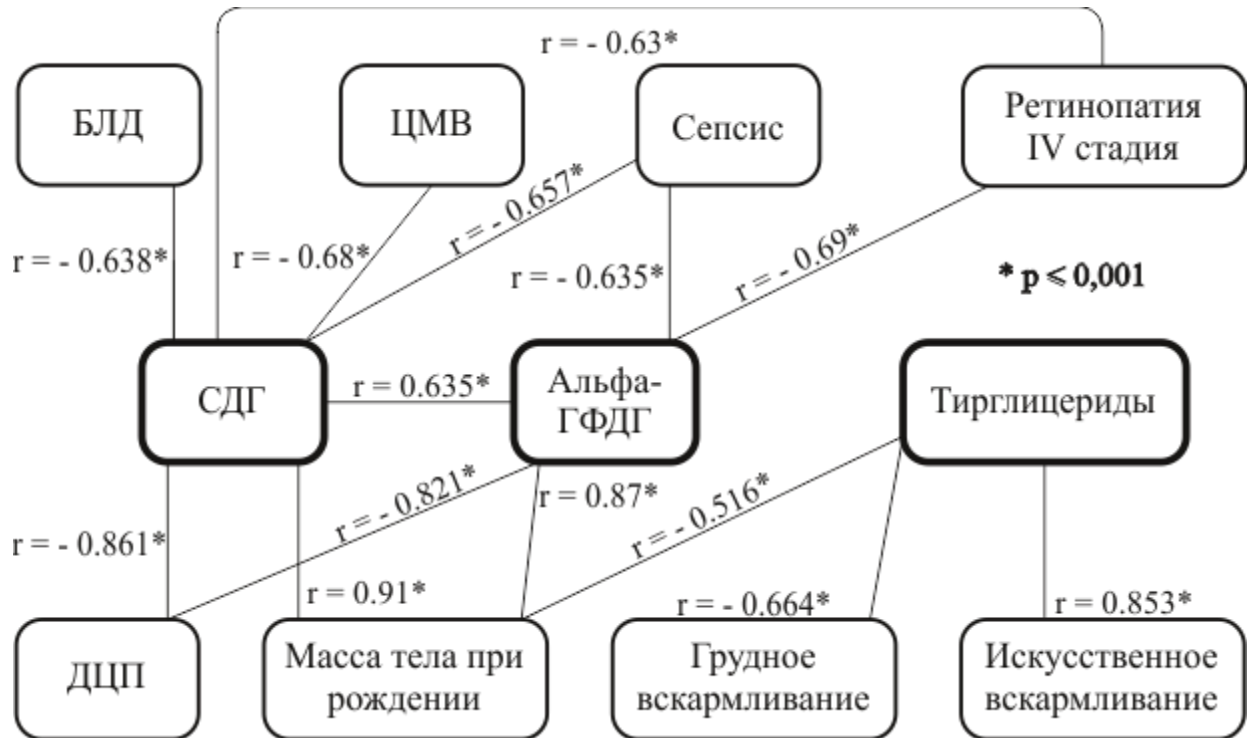 r = - 0.63*
БЛД
ЦМВ
Сепсис
Ретинопатия
IV стадия
r = - 0.638*
r = - 0.68*
r = - 0.657*
r = - 0.635*
r = - 0.69*
* p ⩽ 0,001
СДГ
r = 0.635*
Альфа-
ГФДГ
Тирглицериды
r = - 0.861*
r = - 0.821*
r = 0.87*
r = - 0.516*
r = 0.91*
r = - 0.664*
r = 0.853*
ДЦП
Масса тела при
рождении
Грудное
вскармливание
Искусственное
вскармливание